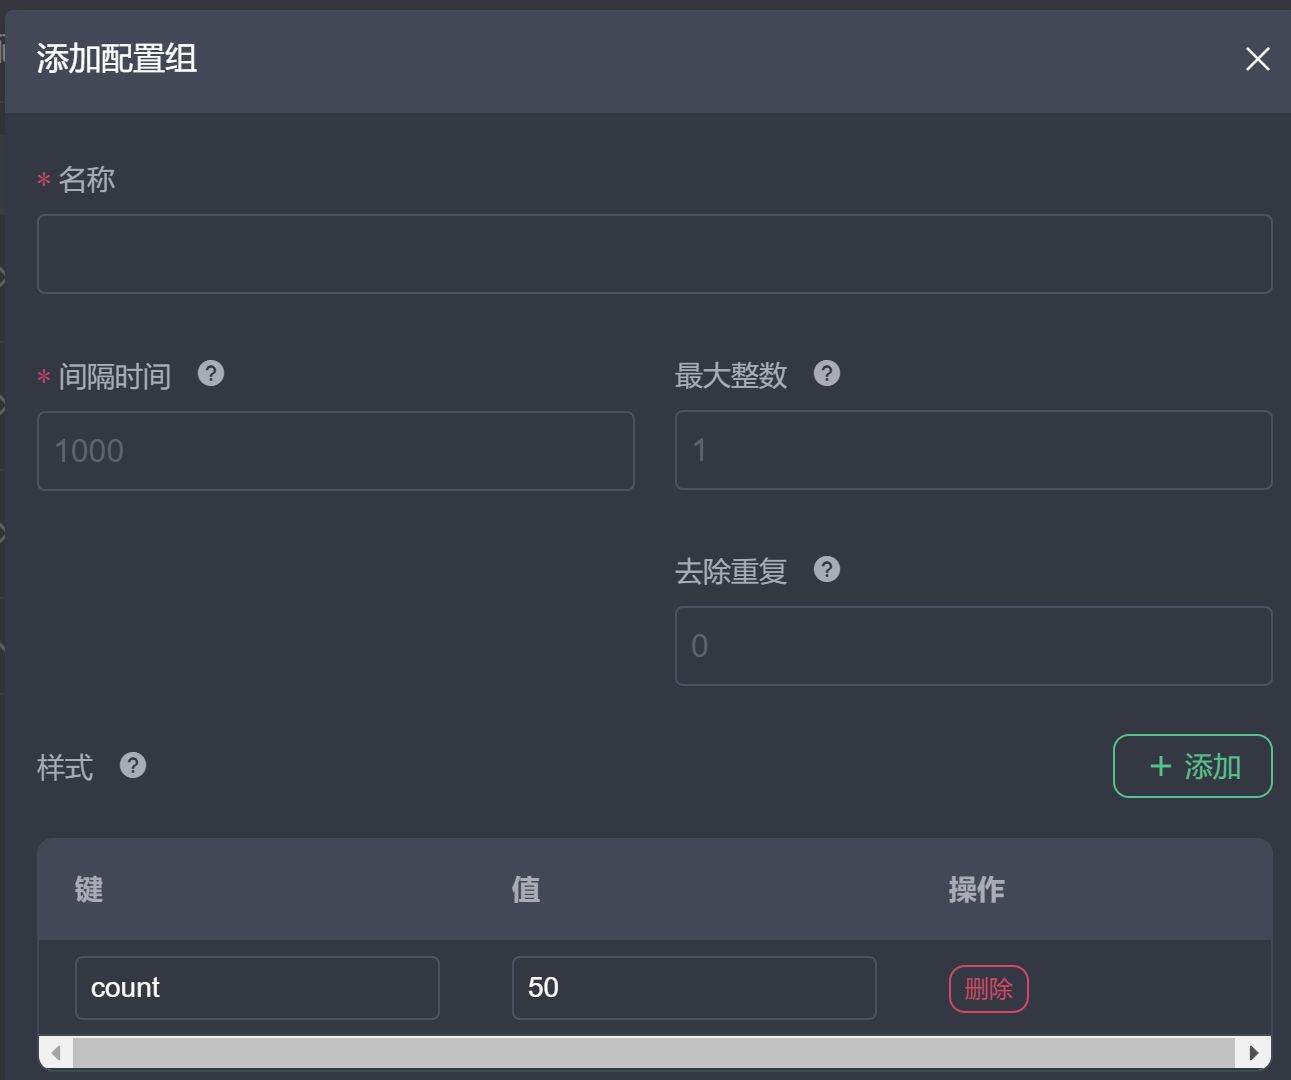 添加配置组
* 名称
* 间隔时间 ?
最大整数 ?
1000
1
去除重复 ?
0
样式 ?
+ 添加
键 值 操作
count 50 删除